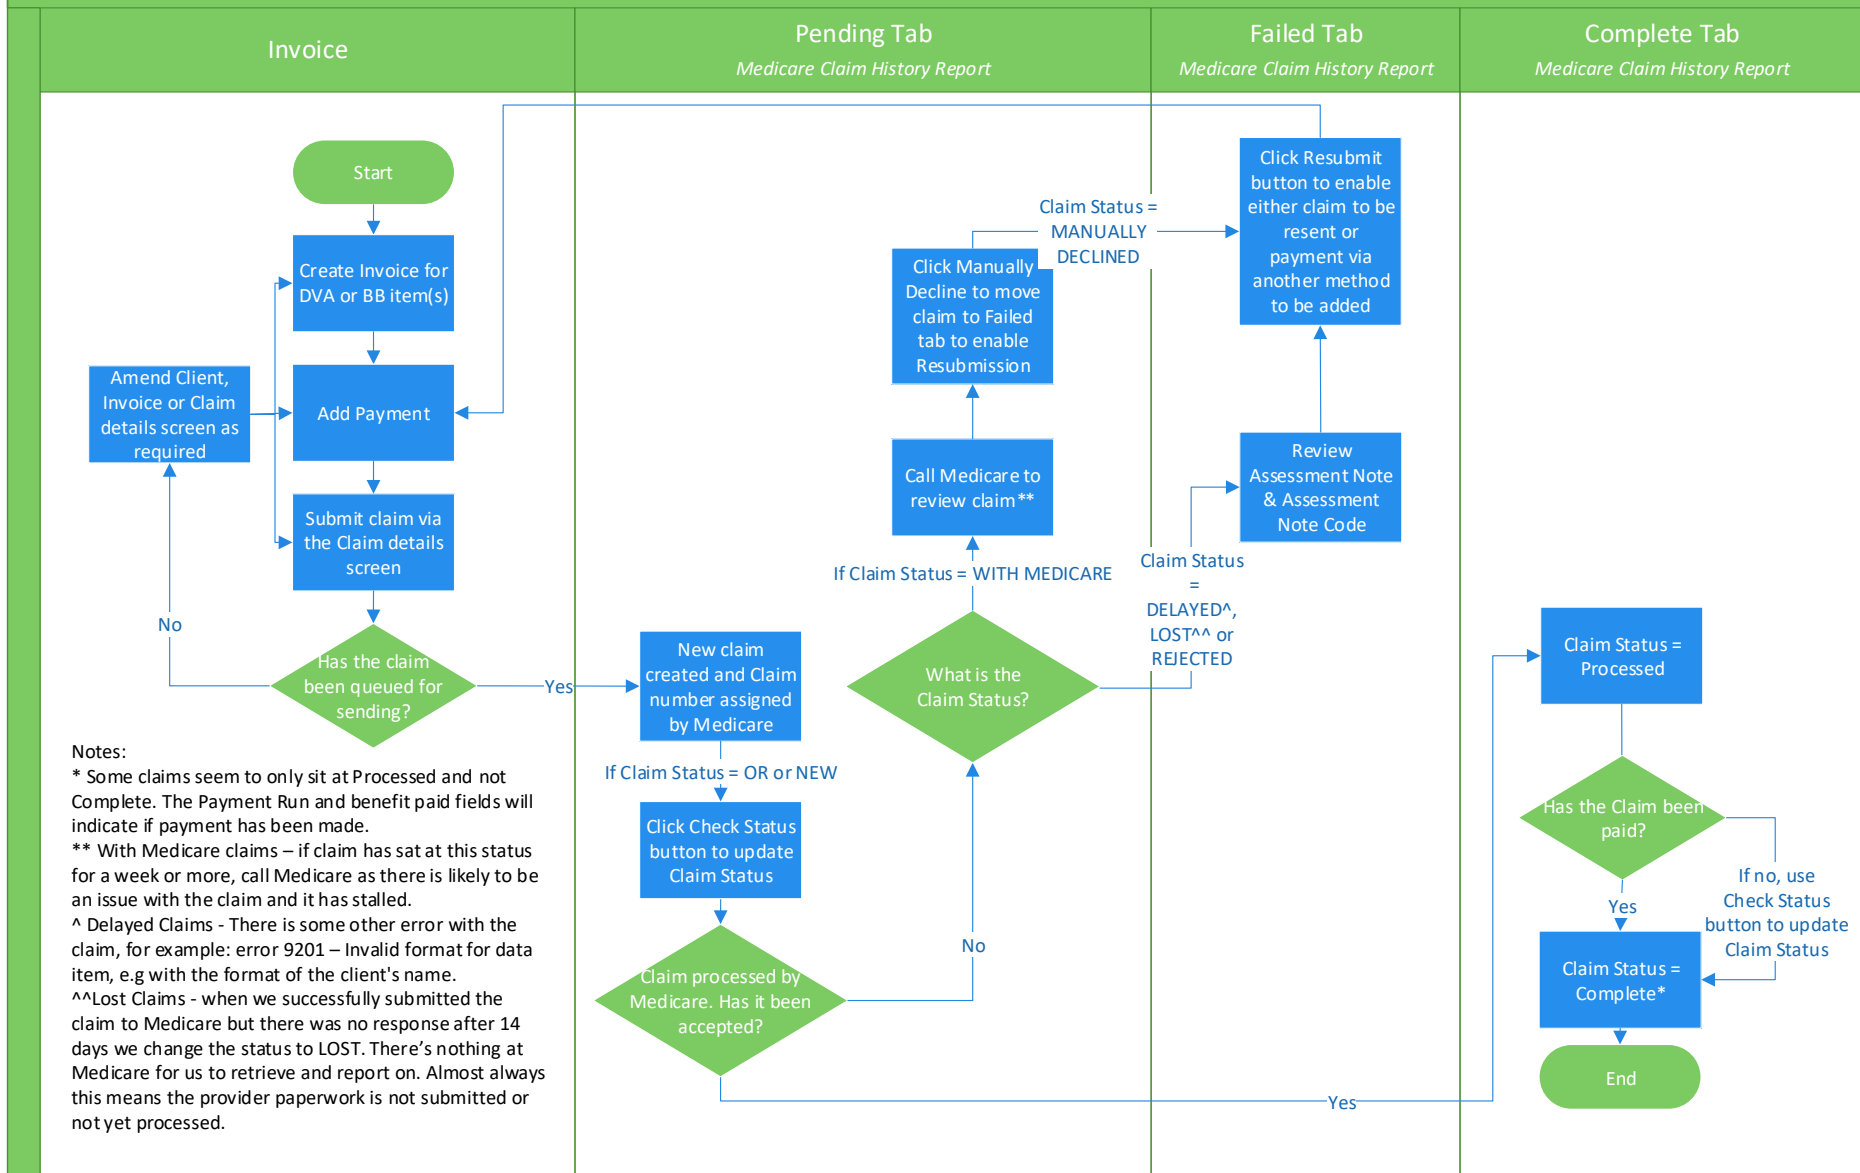 Invoice
Pending Tab
Medicare Claim History Report
Failed Tab
Medicare Claim History Report
Complete Tab
Medicare Claim History Report
Start
Create Invoice for
DVA or BB item(s)
Amend Client,
Invoice or Claim
details screen as
required
Add Payment
Submit claim via
the Claim details
screen
No
Has the claim
been queued for
sending?
Yes
Notes:
* Some claims seem to only sit at Processed and not
Complete. The Payment Run and benefit paid fields will
indicate if payment has been made.
** With Medicare claims – if claim has sat at this status
for a week or more, call Medicare as there is likely to be
an issue with the claim and it has stalled.
^ Delayed Claims - There is some other error with the
claim, for example: error 9201 – Invalid format for data
item, e.g with the format of the client's name.
^^Lost Claims - when we successfully submitted the
claim to Medicare but there was no response after 14
days we change the status to LOST. There’s nothing at
Medicare for us to retrieve and report on. Almost always
this means the provider paperwork is not submitted or
not yet processed.
New claim
created and Claim
number assigned
by Medicare
If Claim Status = OR or NEW
Click Check Status
button to update
Claim Status
Claim processed by
Medicare. Has it been
accepted?
No
Yes
What is the
Claim Status?
If Claim Status = WITH MEDICARE
Call Medicare to
review claim**
Click Manually
Decline to move
claim to Failed
tab to enable
Resubmission
Claim Status =
MANUALLY
DECLINED
Claim Status
=
DELAYED^,
LOST^^ or
REJECTED
Review
Assessment Note
& Assessment
Note Code
Click Resubmit
button to enable
either claim to be
resent or
payment via
another method
to be added
Claim Status =
Processed
Has the Claim been
paid?
Yes
If no, use
Check Status
button to update
Claim Status
Claim Status =
Complete*
End